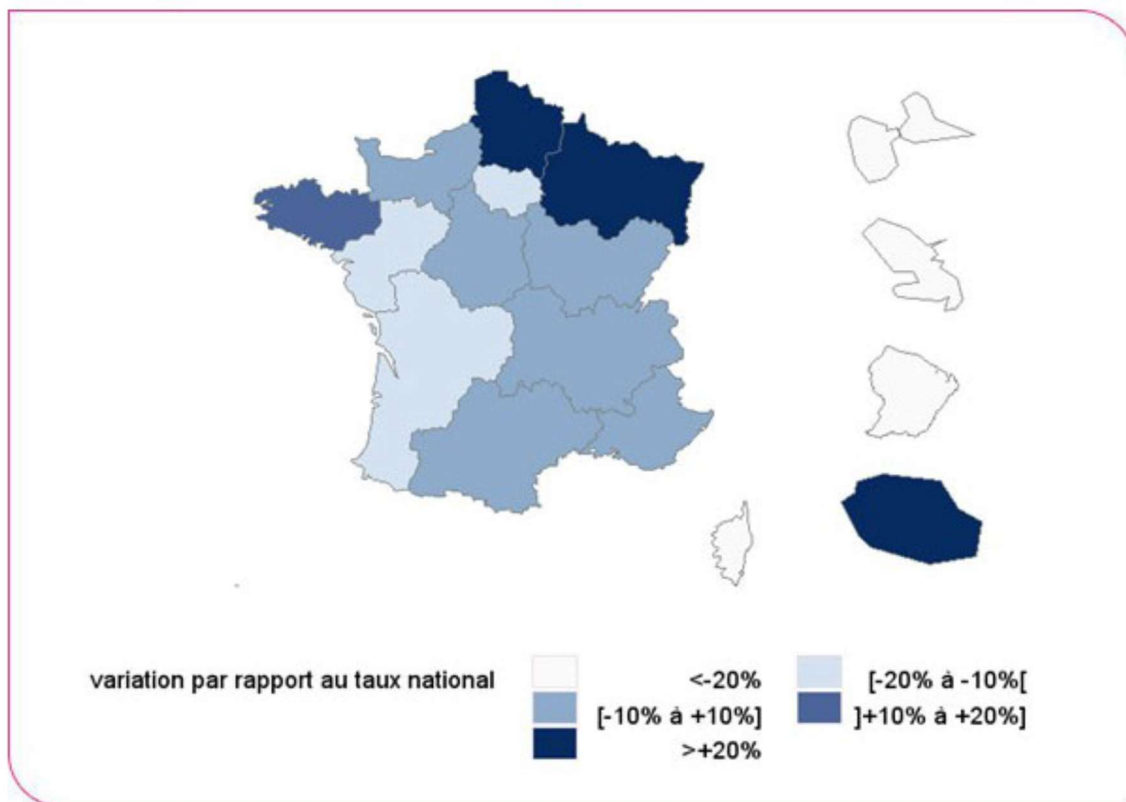 variation par rapport au taux national
<-20%
[-20% à -10%[
[-10% à +10%]
]+10% à +20%]
>+20%